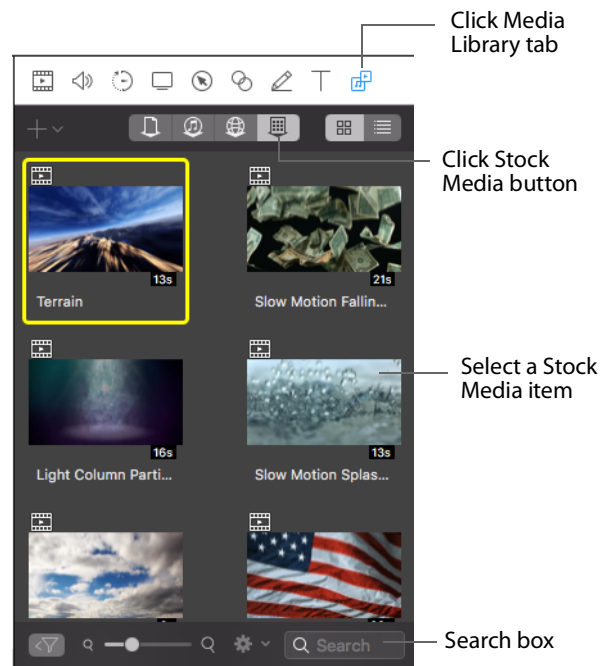 Click Media
Library tab
Click Stock
Media button
13s
21s
Terrain
Slow Motion Fallin...
Select a Stock
Media item
16s
13s
Light Column Parti...
Slow Motion Splas...
Search
Search box